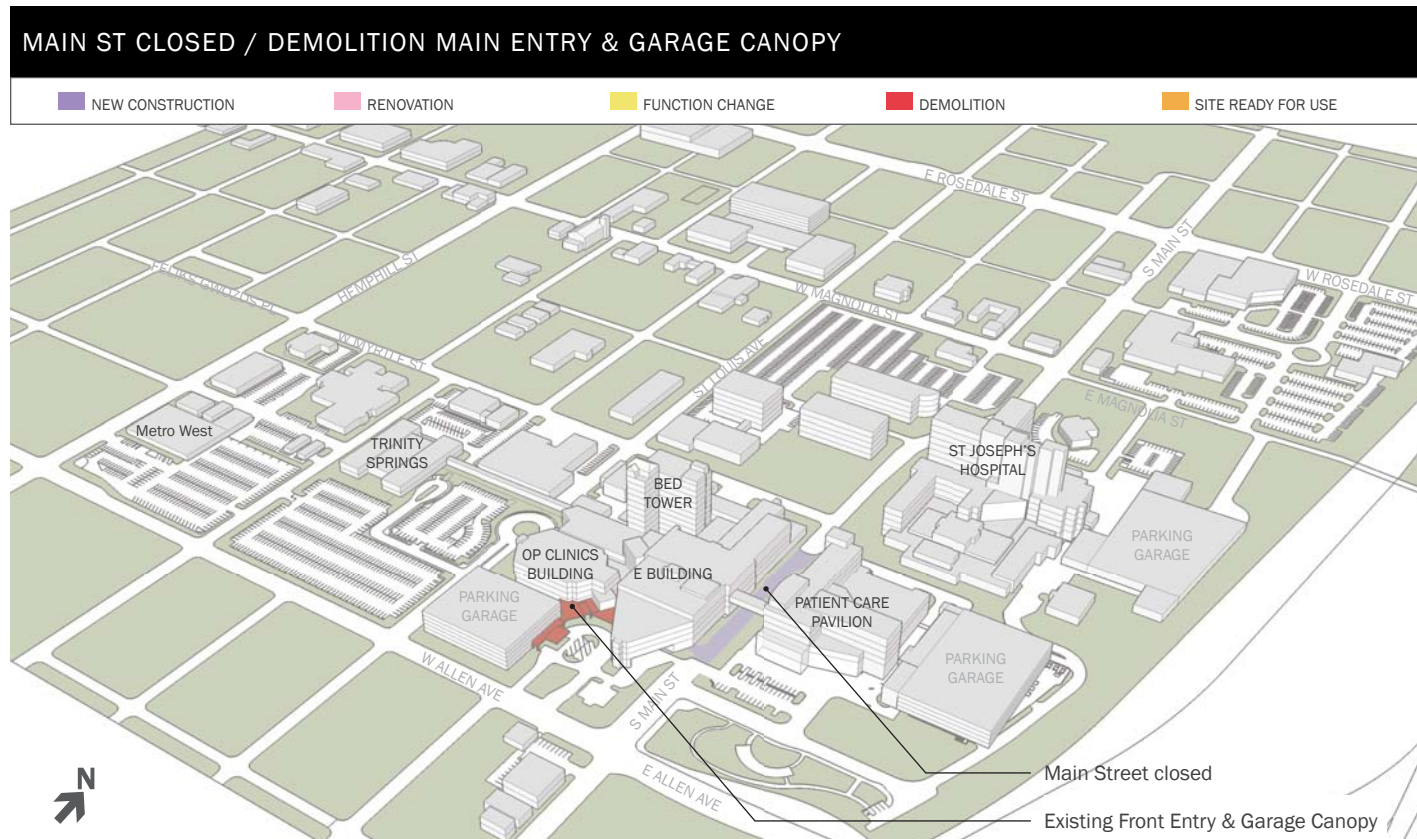 MAIN ST CLOSED / DEMOLITION MAIN ENTRY & GARAGE CANOPY
NEW CONSTRUCTION
RENOVATION
FUNCTION CHANGE
DEMOLITION
SITE READY FOR USE
E ROSEDALE ST
S MAIN ST
W ROSEDALE ST
FELIKS GWOZOS PL
HEMPHILL ST
W MAGNOLIA ST
W MYRTLE ST
ST LOUIS AVE
E MAGNOLIA ST
Metro West
TRINITY
SPRINGS
ST JOSEPH'S
HOSPITAL
BED
TOWER
PARKING
GARAGE
OP CLINICS
BUILDING
E BUILDING
PARKING
GARAGE
PATIENT CARE
PAVILION
PARKING
GARAGE
W ALLEN AVE
S MAIN ST
E ALLEN AVE
N
Main Street closed
Existing Front Entry & Garage Canopy